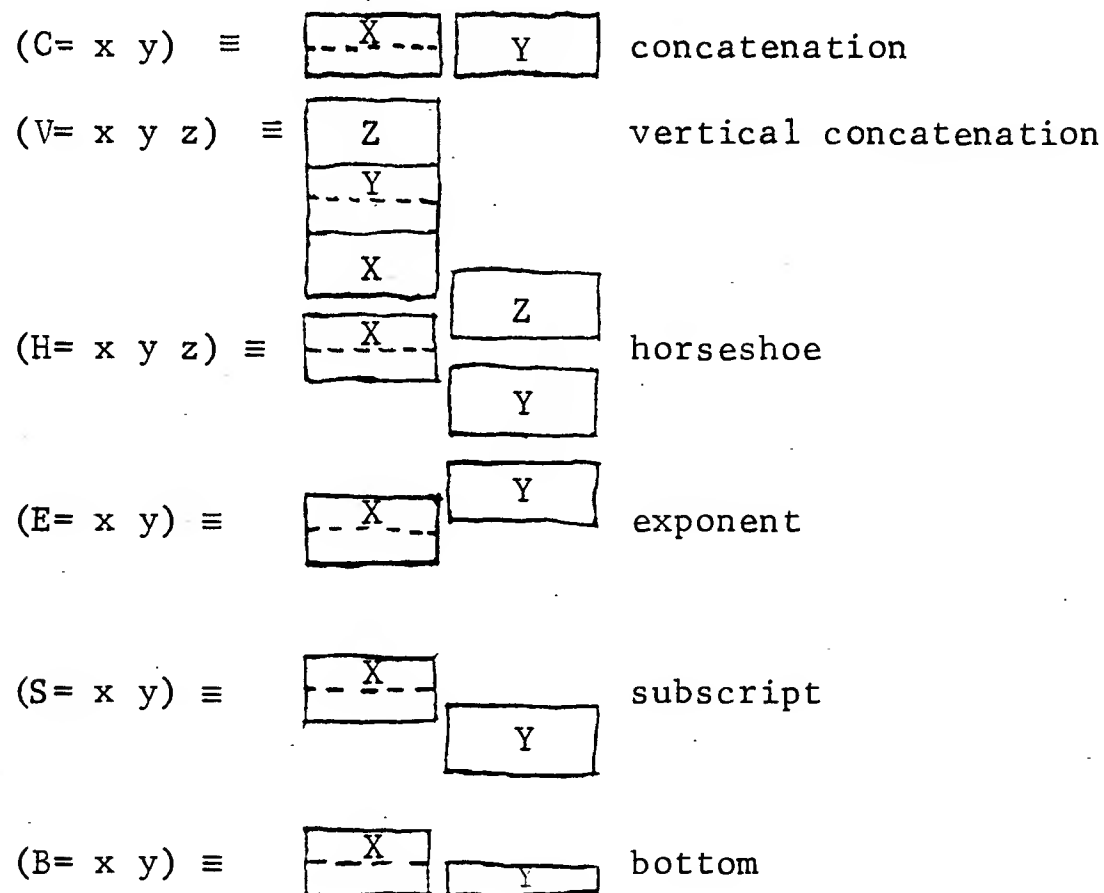 (C= x y) ≡ X Y concatenation
(V= x y z) ≡ Z vertical concatenation
Y
X
Z
(H= x y z) ≡ X horseshoe
Y
Y
(E= x y) ≡ X exponent
(S= x y) ≡ X subscript
Y
(B= x y) ≡ X bottom
Y